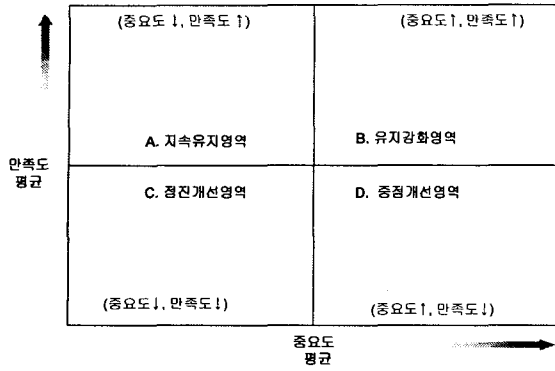 (중요도↓, 만족도↑)
(중요도↑, 만족도↑)
A. 지속유지영역
B. 유지강화영역
만족도
평균
C. 점진개선영역
D. 중점개선영역
(중요도↓, 만족도↓)
(중요도↑, 만족도↓)
중요도
평균